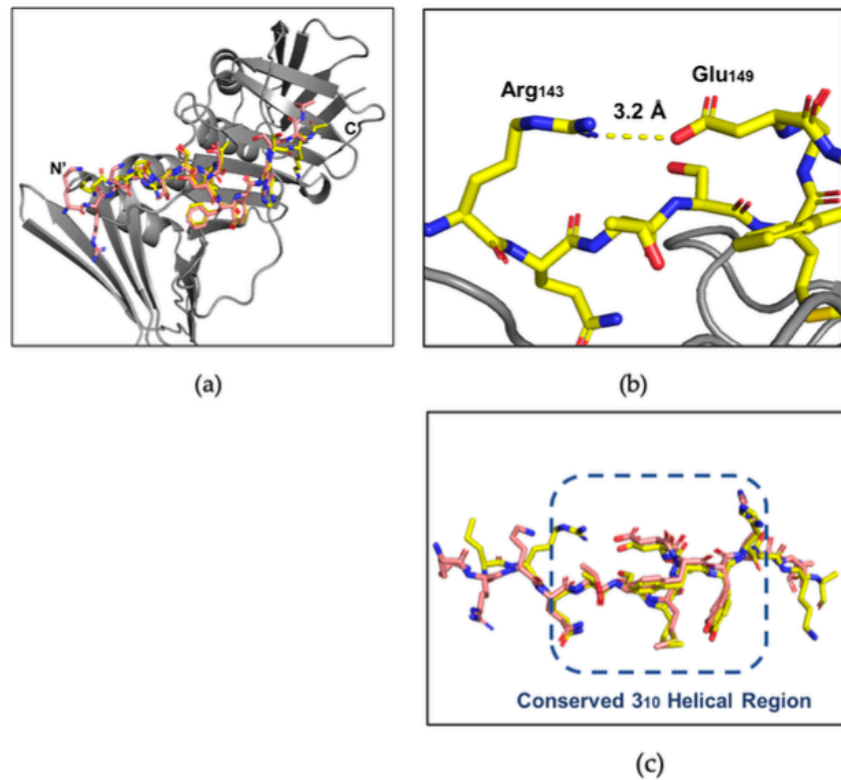 N'
C'
(a)
Arg₁₄₃
Glu₁₄₉
3.2 Å
(b)
Conserved 3₁₀ Helical Region
(c)